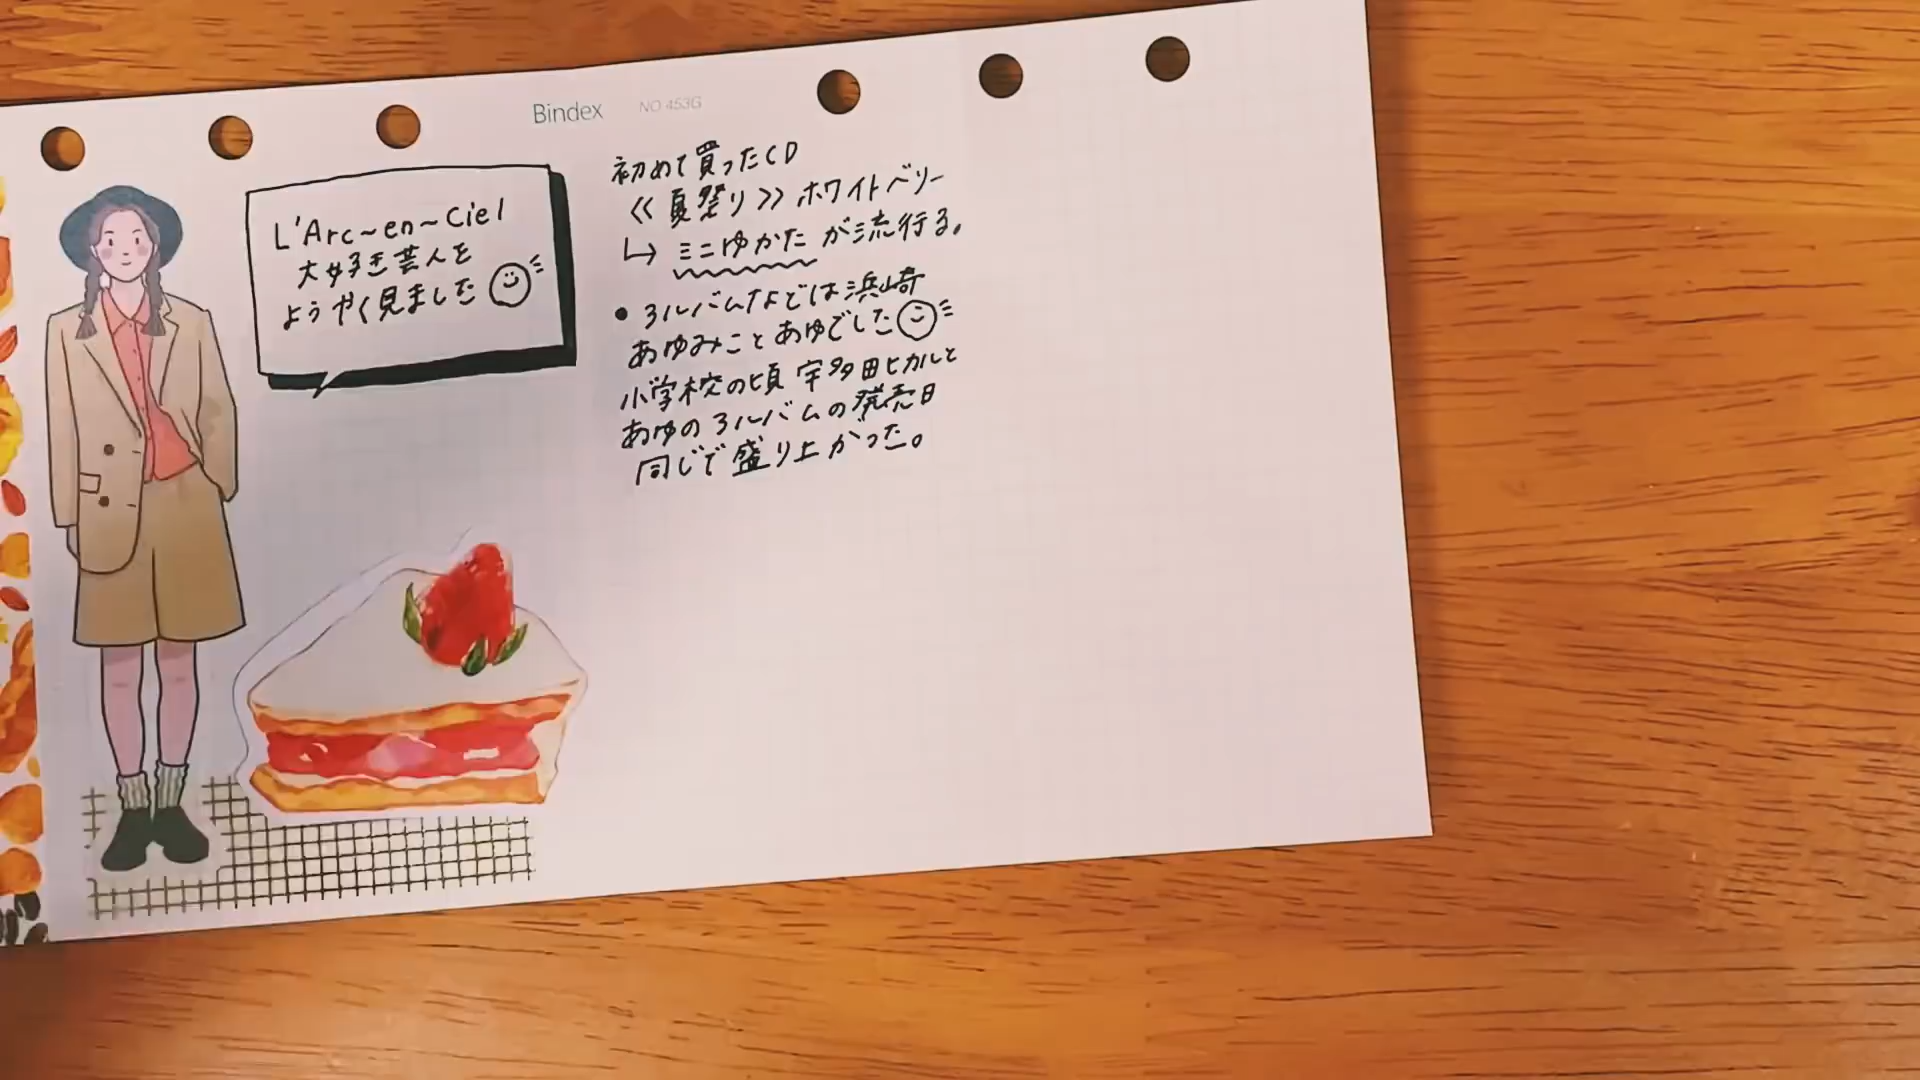 Bindex NO 453G
L'Arc~en~Ciel
大好き芸人を
ようやく見ました
初めて買ったCD
《夏祭り》ホワイトベリー
↳ ミニゆかたが流行る。
• アルバムなどは浜崎
あゆみことあゆでした
小学校の頃 宇多田ヒカルと
あゆのアルバムの発売日
同じで盛り上がった。